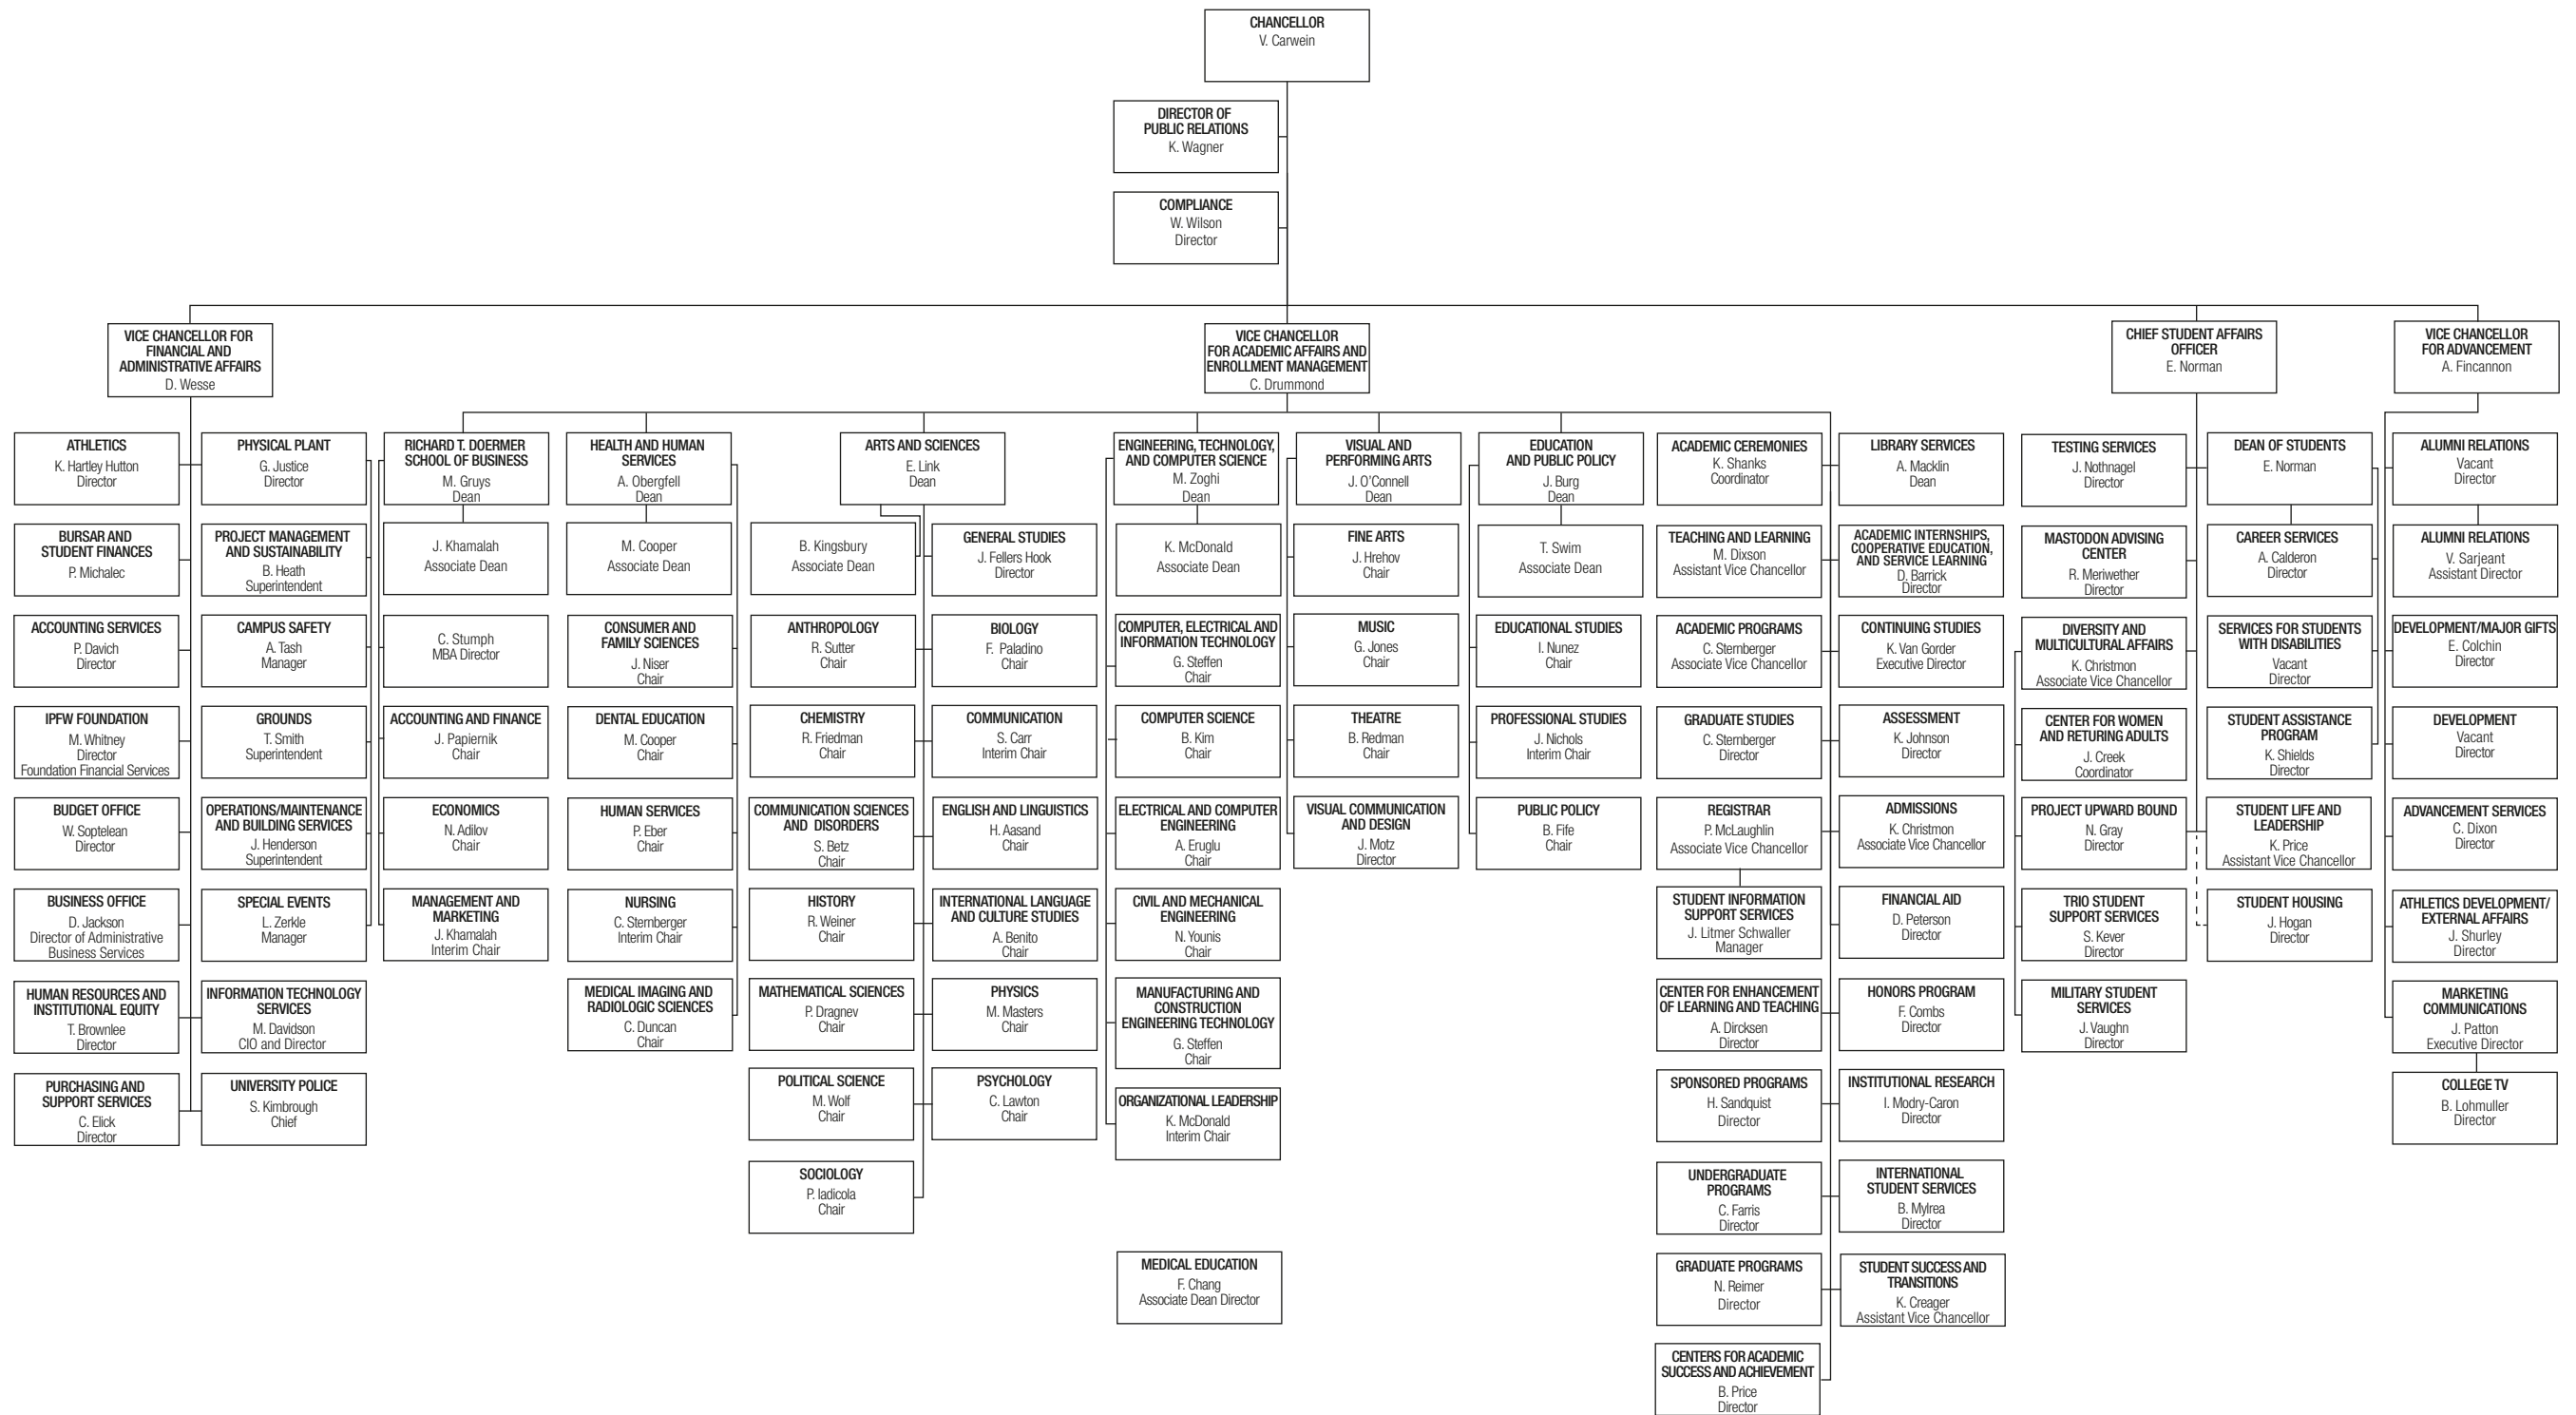 CHANCELLOR
V. Carwein
DIRECTOR OF
PUBLIC RELATIONS
K. Wagner
COMPLIANCE
W. Wilson
Director
VICE CHANCELLOR FOR
FINANCIAL AND
ADMINISTRATIVE AFFAIRS
D. Wesse
VICE CHANCELLOR
FOR ACADEMIC AFFAIRS AND
ENROLLMENT MANAGEMENT
C. Drummond
CHIEF STUDENT AFFAIRS
OFFICER
E. Norman
VICE CHANCELLOR
FOR ADVANCEMENT
A. Fincannon
ATHLETICS
K. Hartley Hutton
Director
BURSAR AND
STUDENT FINANCES
P. Michalec
ACCOUNTING SERVICES
P. Davich
Director
IPFW FOUNDATION
M. Whitney
Director
Foundation Financial Services
BUDGET OFFICE
W. Soptelean
Director
BUSINESS OFFICE
D. Jackson
Director of Administrative
Business Services
HUMAN RESOURCES AND
INSTITUTIONAL EQUITY
T. Brownlee
Director
PURCHASING AND
SUPPORT SERVICES
C. Elick
Director
PHYSICAL PLANT
G. Justice
Director
PROJECT MANAGEMENT
AND SUSTAINABILITY
B. Heath
Superintendent
CAMPUS SAFETY
A. Tash
Manager
GROUNDS
T. Smith
Superintendent
OPERATIONS/MAINTENANCE
AND BUILDING SERVICES
J. Henderson
Superintendent
SPECIAL EVENTS
L. Zerkle
Manager
INFORMATION TECHNOLOGY
SERVICES
M. Davidson
CIO and Director
UNIVERSITY POLICE
S. Kimbrough
Chief
RICHARD T. DOERMER
SCHOOL OF BUSINESS
M. Gruys
Dean
J. Khamalah
Associate Dean
C. Stumph
MBA Director
ACCOUNTING AND FINANCE
J. Papiernik
Chair
ECONOMICS
N. Adilov
Chair
MANAGEMENT AND
MARKETING
J. Khamalah
Interim Chair
HEALTH AND HUMAN
SERVICES
A. Obergfell
Dean
M. Cooper
Associate Dean
CONSUMER AND
FAMILY SCIENCES
J. Niser
Chair
DENTAL EDUCATION
M. Cooper
Chair
HUMAN SERVICES
P. Eber
Chair
NURSING
C. Sternberger
Interim Chair
MEDICAL IMAGING AND
RADIOLOGIC SCIENCES
C. Duncan
Chair
ARTS AND SCIENCES
E. Link
Dean
B. Kingsbury
Associate Dean
ANTHROPOLOGY
R. Sutter
Chair
CHEMISTRY
R. Friedman
Chair
COMMUNICATION SCIENCES
AND DISORDERS
S. Betz
Chair
HISTORY
R. Weiner
Chair
MATHEMATICAL SCIENCES
P. Dragnev
Chair
POLITICAL SCIENCE
M. Wolf
Chair
SOCIOLOGY
P. Iadicola
Chair
GENERAL STUDIES
J. Fellers Hook
Director
BIOLOGY
F. Paladino
Chair
COMMUNICATION
S. Carr
Interim Chair
ENGLISH AND LINGUISTICS
H. Aasand
Chair
INTERNATIONAL LANGUAGE
AND CULTURE STUDIES
A. Benito
Chair
PHYSICS
M. Masters
Chair
PSYCHOLOGY
C. Lawton
Chair
ENGINEERING, TECHNOLOGY,
AND COMPUTER SCIENCE
M. Zoghi
Dean
K. McDonald
Associate Dean
COMPUTER, ELECTRICAL AND
INFORMATION TECHNOLOGY
G. Steffen
Chair
COMPUTER SCIENCE
B. Kim
Chair
ELECTRICAL AND COMPUTER
ENGINEERING
A. Eruglu
Chair
CIVIL AND MECHANICAL
ENGINEERING
N. Younis
Chair
MANUFACTURING AND
CONSTRUCTION
ENGINEERING TECHNOLOGY
G. Steffen
Chair
ORGANIZATIONAL LEADERSHIP
K. McDonald
Interim Chair
MEDICAL EDUCATION
F. Chang
Associate Dean Director
VISUAL AND
PERFORMING ARTS
J. O'Connell
Dean
FINE ARTS
J. Hrehov
Chair
MUSIC
G. Jones
Chair
THEATRE
B. Redman
Chair
VISUAL COMMUNICATION
AND DESIGN
J. Motz
Director
EDUCATION
AND PUBLIC POLICY
J. Burg
Dean
T. Swim
Associate Dean
EDUCATIONAL STUDIES
I. Nunez
Chair
PROFESSIONAL STUDIES
J. Nichols
Interim Chair
PUBLIC POLICY
B. Fife
Chair
ACADEMIC CEREMONIES
K. Shanks
Coordinator
TEACHING AND LEARNING
M. Dixson
Assistant Vice Chancellor
ACADEMIC PROGRAMS
C. Sternberger
Associate Vice Chancellor
GRADUATE STUDIES
C. Sternberger
Director
REGISTRAR
P. McLaughlin
Associate Vice Chancellor
STUDENT INFORMATION
SUPPORT SERVICES
J. Litmer Schwaller
Manager
CENTER FOR ENHANCEMENT
OF LEARNING AND TEACHING
A. Dircksen
Director
SPONSORED PROGRAMS
H. Sandquist
Director
UNDERGRADUATE
PROGRAMS
C. Farris
Director
GRADUATE PROGRAMS
N. Reimer
Director
CENTERS FOR ACADEMIC
SUCCESS AND ACHIEVEMENT
B. Price
Director
LIBRARY SERVICES
A. Macklin
Dean
ACADEMIC INTERNSHIPS,
COOPERATIVE EDUCATION,
AND SERVICE LEARNING
D. Barrick
Director
CONTINUING STUDIES
K. Van Gorder
Executive Director
ASSESSMENT
K. Johnson
Director
ADMISSIONS
K. Christmon
Associate Vice Chancellor
FINANCIAL AID
D. Peterson
Director
HONORS PROGRAM
F. Combs
Director
INSTITUTIONAL RESEARCH
I. Modry-Caron
Director
INTERNATIONAL
STUDENT SERVICES
B. Mylrea
Director
STUDENT SUCCESS AND
TRANSITIONS
K. Creager
Assistant Vice Chancellor
TESTING SERVICES
J. Nothnagel
Director
MASTODON ADVISING
CENTER
R. Meriwether
Director
DIVERSITY AND
MULTICULTURAL AFFAIRS
K. Christmon
Associate Vice Chancellor
CENTER FOR WOMEN
AND RETURING ADULTS
J. Creek
Coordinator
PROJECT UPWARD BOUND
N. Gray
Director
TRIO STUDENT
SUPPORT SERVICES
S. Kever
Director
MILITARY STUDENT
SERVICES
J. Vaughn
Director
DEAN OF STUDENTS
E. Norman
CAREER SERVICES
A. Calderon
Director
SERVICES FOR STUDENTS
WITH DISABILITIES
Vacant
Director
STUDENT ASSISTANCE
PROGRAM
K. Shields
Director
STUDENT LIFE AND
LEADERSHIP
K. Price
Assistant Vice Chancellor
STUDENT HOUSING
J. Hogan
Director
ALUMNI RELATIONS
Vacant
Director
ALUMNI RELATIONS
V. Sarjeant
Assistant Director
DEVELOPMENT/MAJOR GIFTS
E. Colchin
Director
DEVELOPMENT
Vacant
Director
ADVANCEMENT SERVICES
C. Dixon
Director
ATHLETICS DEVELOPMENT/
EXTERNAL AFFAIRS
J. Shurley
Director
MARKETING
COMMUNICATIONS
J. Patton
Executive Director
COLLEGE TV
B. Lohmuller
Director